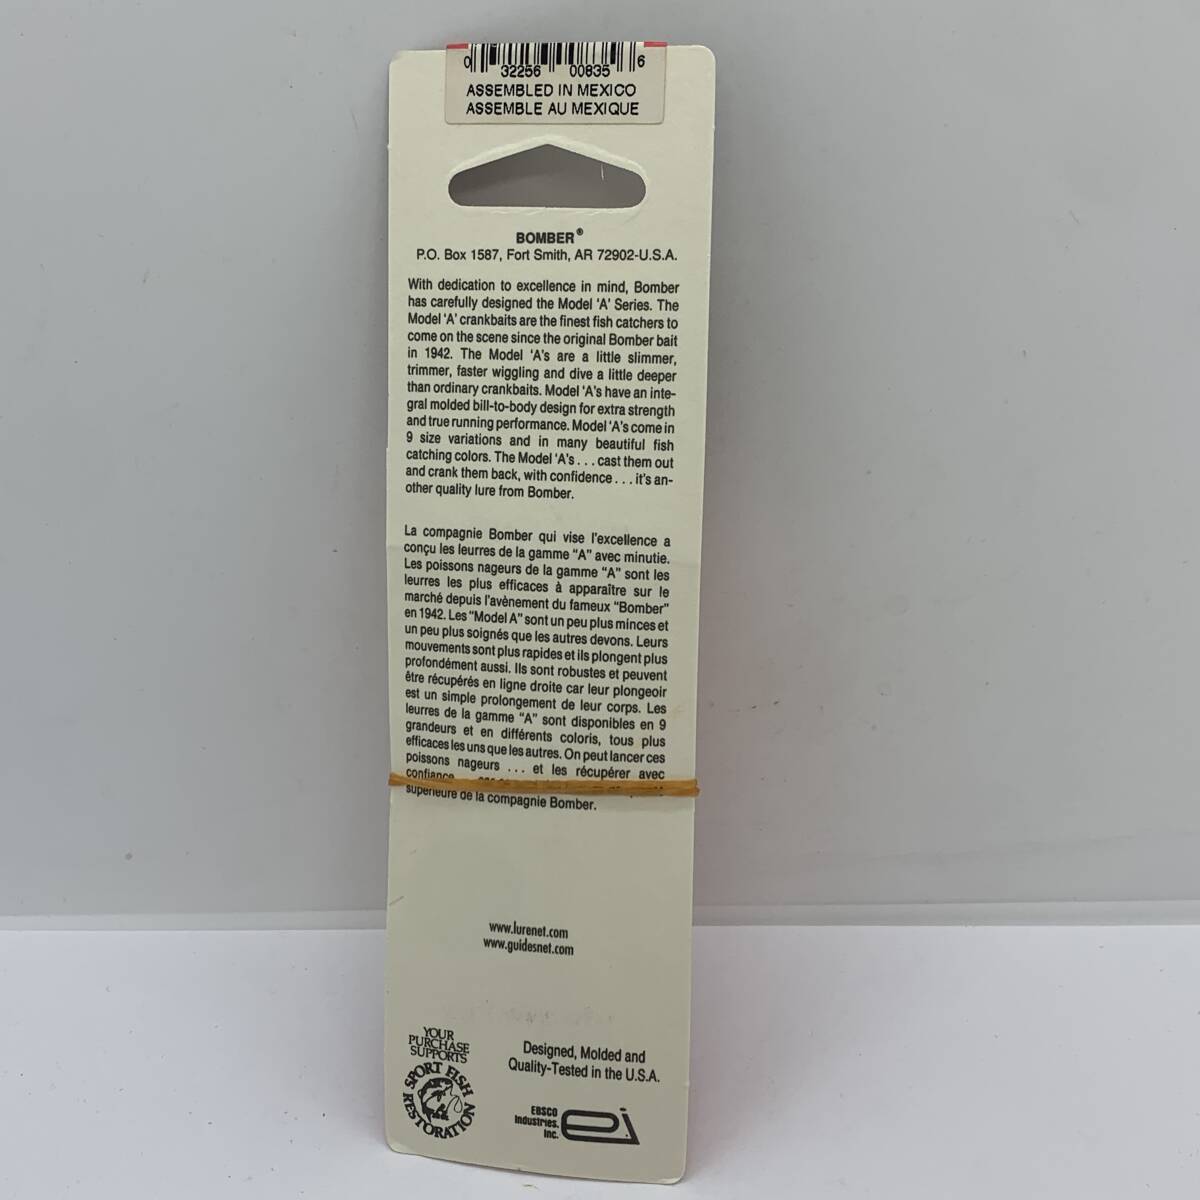 0 32256 00835 6
ASSEMBLED IN MEXICO
ASSEMBLE AU MEXIQUE
BOMBER®
P.O. Box 1587, Fort Smith, AR 72902-U.S.A.
With dedication to excellence in mind, Bomber
has carefully designed the Model 'A' Series. The
Model 'A' crankbaits are the finest fish catchers to
come on the scene since the original Bomber bait
in 1942. The Model 'A's are a little slimmer,
trimmer, faster wiggling and dive a little deeper
than ordinary crankbaits. Model 'A's have an inte-
gral molded bill-to-body design for extra strength
and true running performance. Model 'A's come in
9 size variations and in many beautiful fish
catching colors. The Model 'A's . . . cast them out
and crank them back, with confidence . . . it's an-
other quality lure from Bomber.
La compagnie Bomber qui vise l'excellence a
conçu les leurres de la gamme "A" avec minutie.
Les poissons nageurs de la gamme "A" sont les
leurres les plus efficaces à apparaître sur le
marché depuis l'avènement du fameux "Bomber"
en 1942. Les "Model A" sont un peu plus minces et
un peu plus soignés que les autres devons. Leurs
mouvements sont plus rapides et ils plongent plus
profondément aussi. Ils sont robustes et peuvent
être récupérés en ligne droite car leur plongeoir
est un simple prolongement de leur corps. Les
leurres de la gamme "A" sont disponibles en 9
grandeurs et en différents coloris, tous plus
efficaces les uns que les autres. On peut lancer ces
poissons nageurs ... et les récupérer avec
confiance
supérieure de la compagnie Bomber.
www.lurenet.com
www.guidesnet.com
YOUR
PURCHASE
SUPPORTS
SPORT FISH
RESTORATION
Designed, Molded and
Quality-Tested in the U.S.A.
EBSCO
Industries,
Inc.
ei